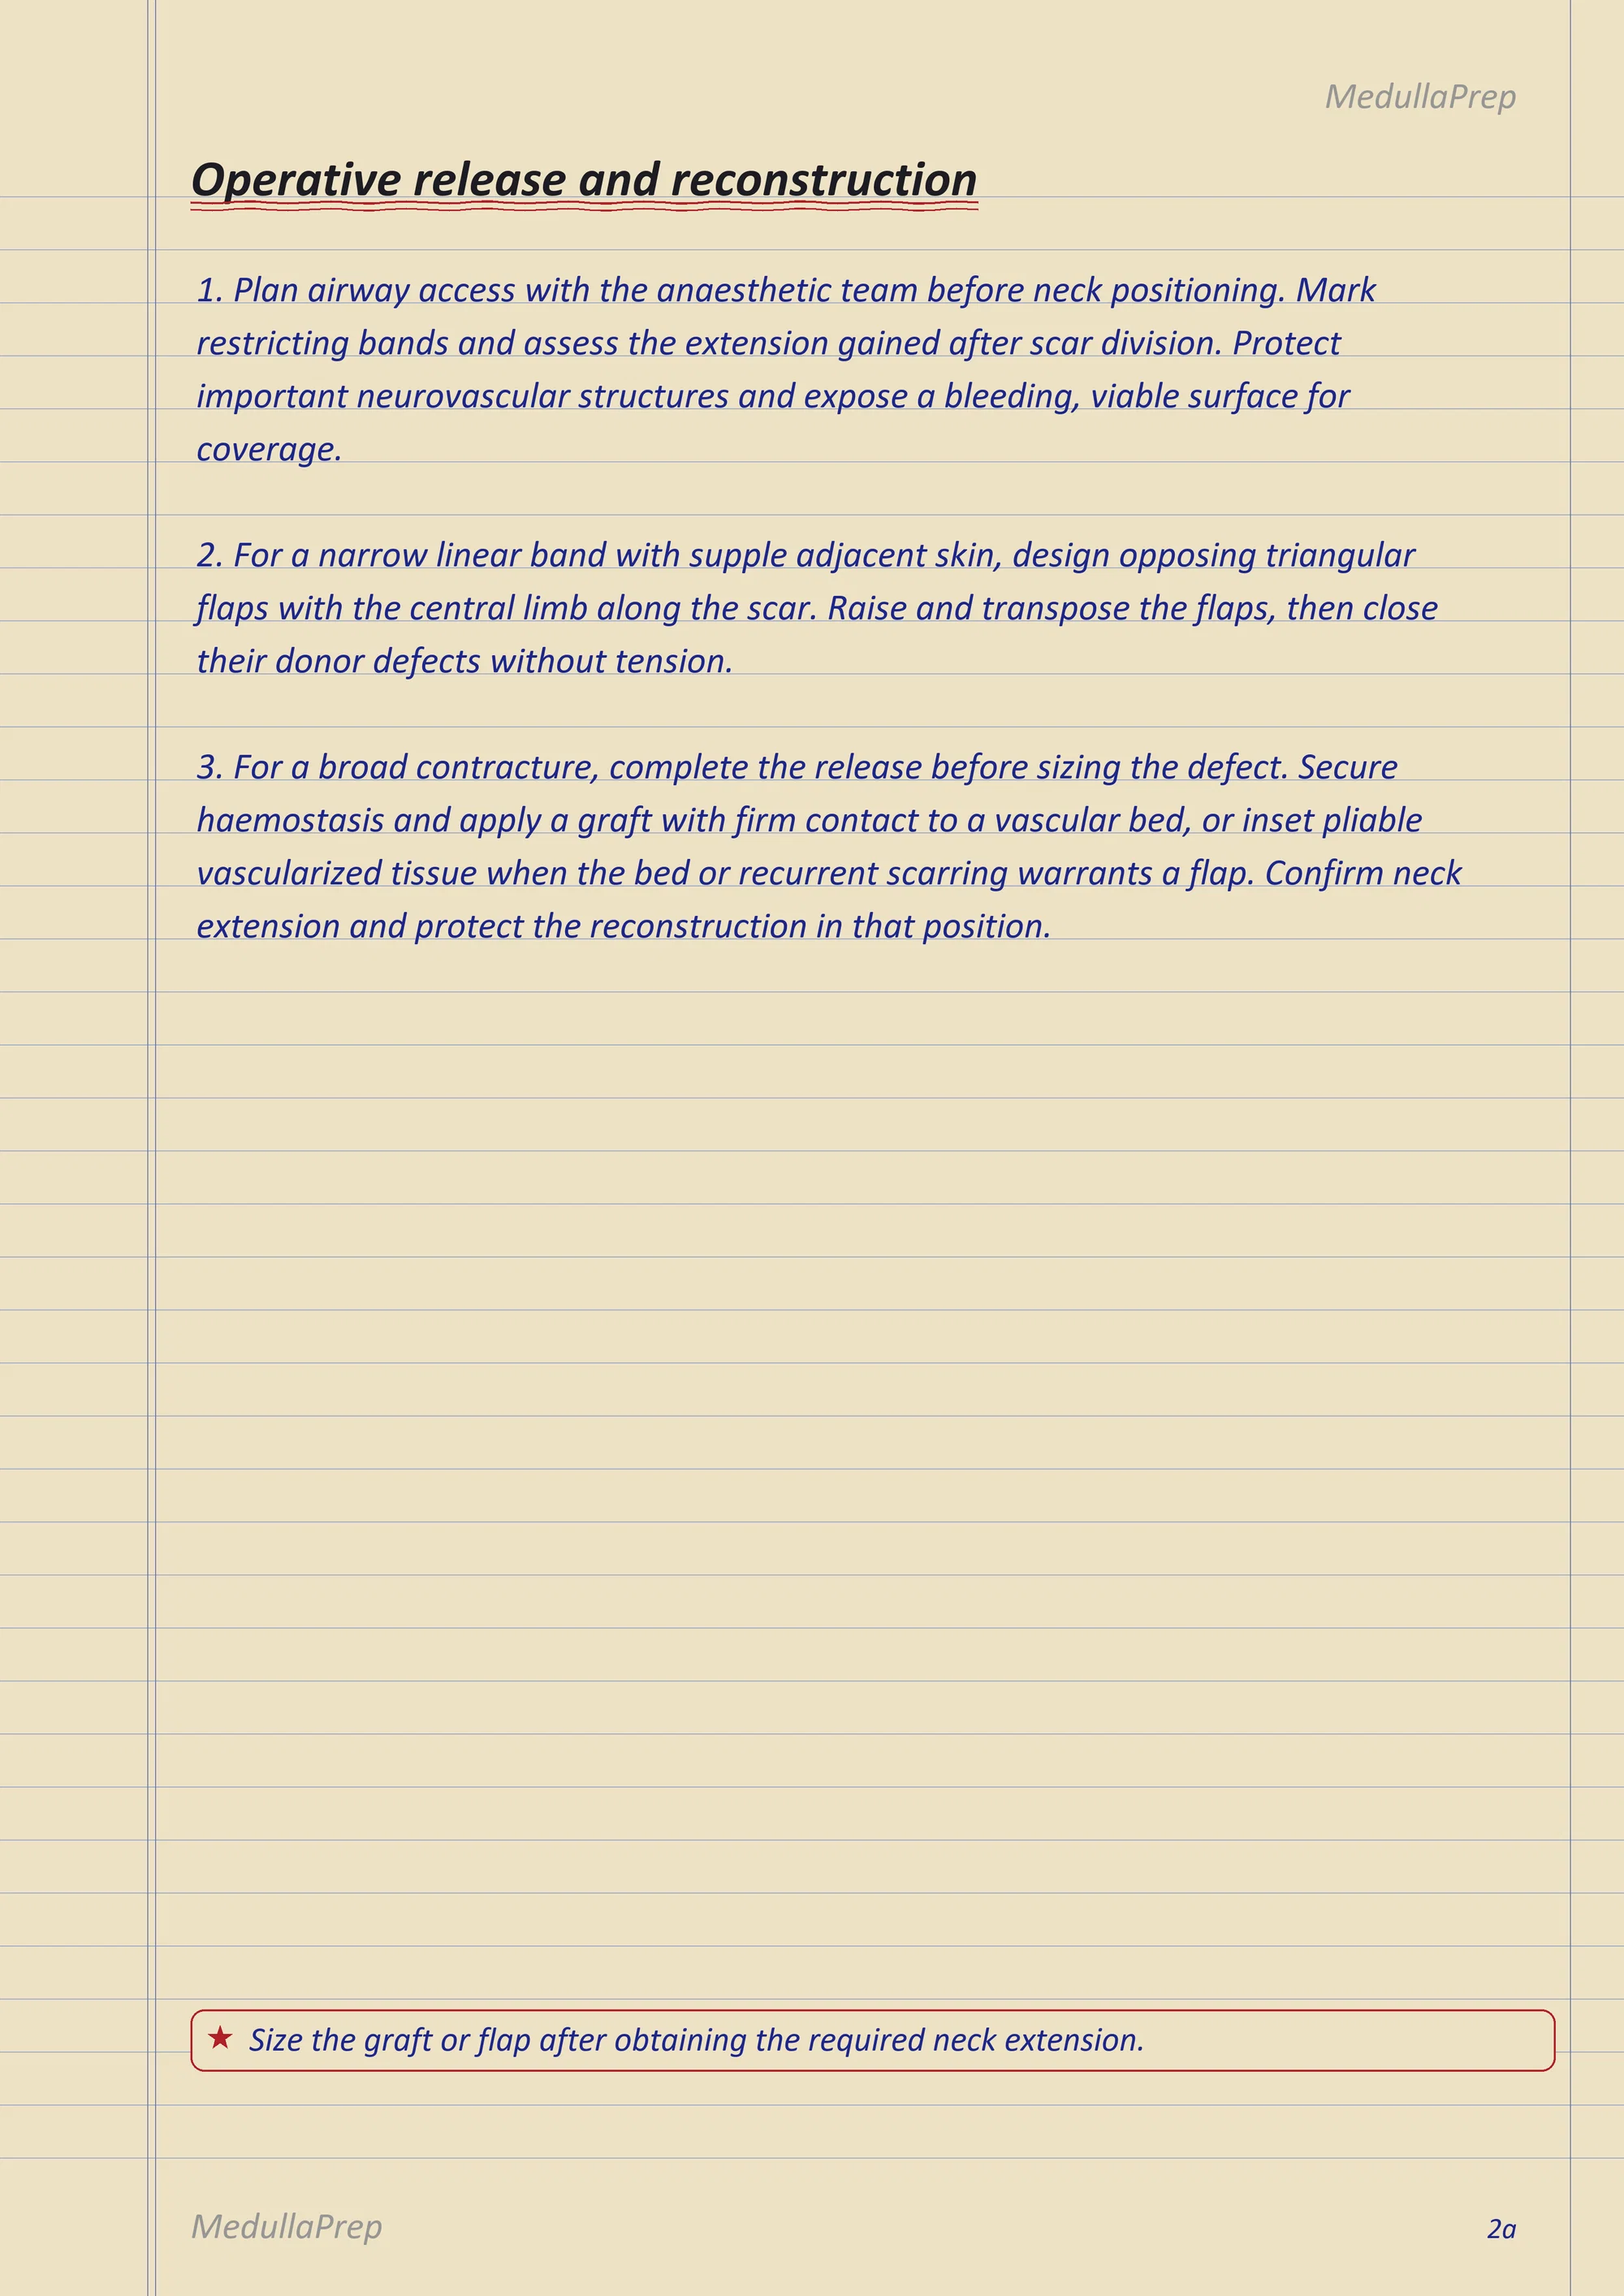 MedullaPrep
Operative release and reconstruction
1. Plan airway access with the anaesthetic team before neck positioning. Mark
restricting bands and assess the extension gained after scar division. Protect
important neurovascular structures and expose a bleeding, viable surface for
coverage.
2. For a narrow linear band with supple adjacent skin, design opposing triangular
flaps with the central limb along the scar. Raise and transpose the flaps, then close
their donor defects without tension.
3. For a broad contracture, complete the release before sizing the defect. Secure
haemostasis and apply a graft with firm contact to a vascular bed, or inset pliable
vascularized tissue when the bed or recurrent scarring warrants a flap. Confirm neck
extension and protect the reconstruction in that position.
★ Size the graft or flap after obtaining the required neck extension.
MedullaPrep
2a